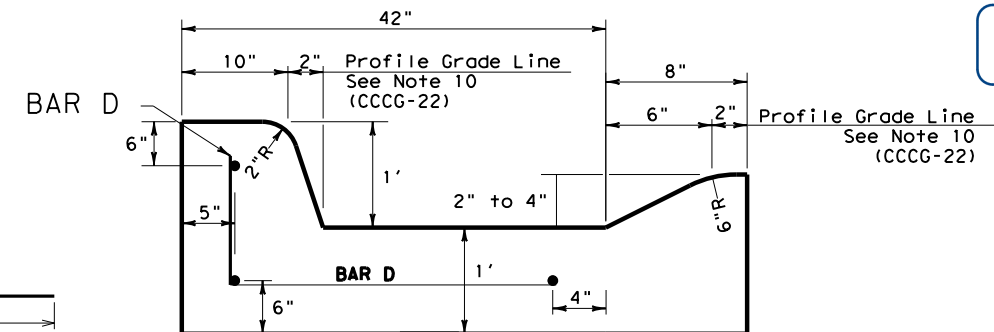 42"
10"
2"
Profile Grade Line
See Note 10
(CCCG-22)
8"
6"
2"
Profile Grade Line
See Note 10
(CCCG-22)
BAR D
6"
2"R
1'
2" to 4"
6"R
5"
BAR D
1'
6"
4"